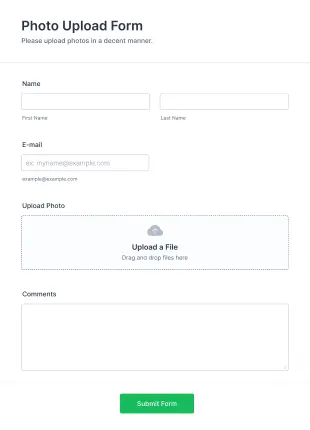 Photo Upload Form
Please upload photos in a decent manner.
Name
First Name
Last Name
E-mail
ex: myname@example.com
example@example.com
Upload Photo
Upload a File
Drag and drop files here
Comments
Submit Form